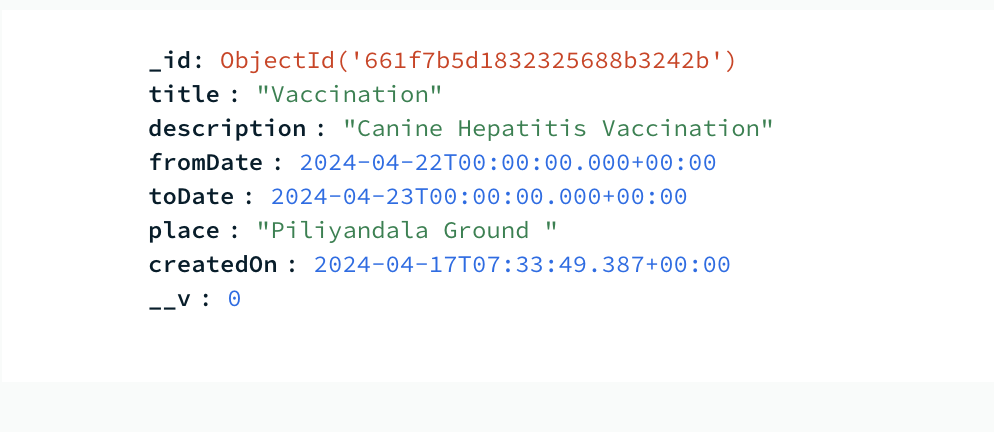 _id: ObjectId('661f7b5d1832325688b3242b')
title : "Vaccination"
description : "Canine Hepatitis Vaccination"
fromDate : 2024-04-22T00:00:00.000+00:00
toDate : 2024-04-23T00:00:00.000+00:00
place : "Piliyandala Ground "
createdOn : 2024-04-17T07:33:49.387+00:00
__v : 0